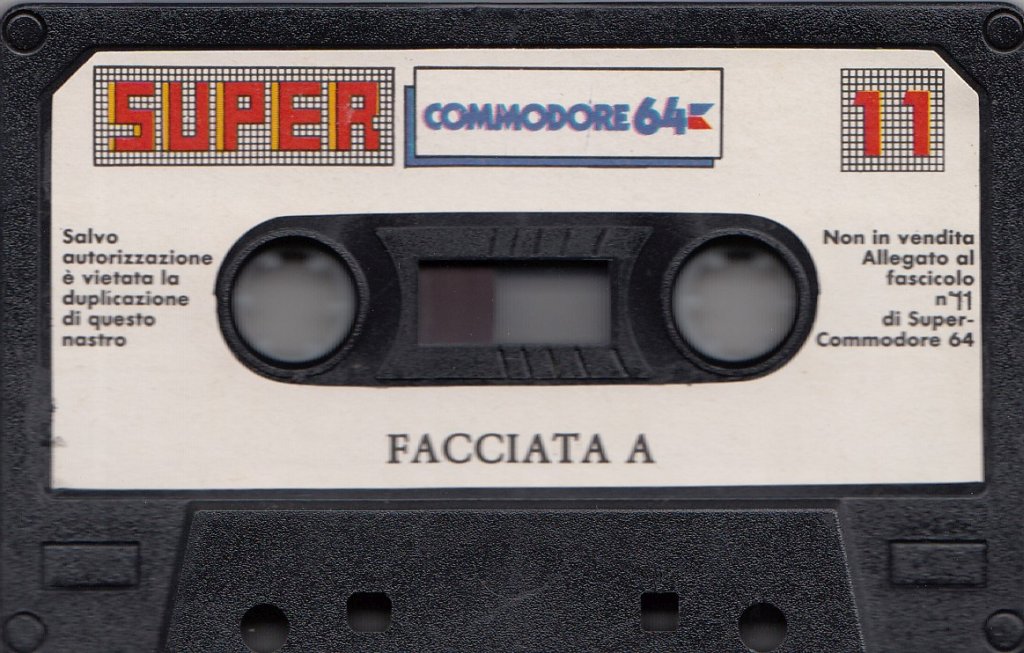 SUPER
COMMODORE 64
11
Salvo
autorizzazione
è vietata la
duplicazione
di questo
nastro
Non in vendita
Allegato al
fascicolo
n°11
di Super-
Commodore 64
FACCIATA A